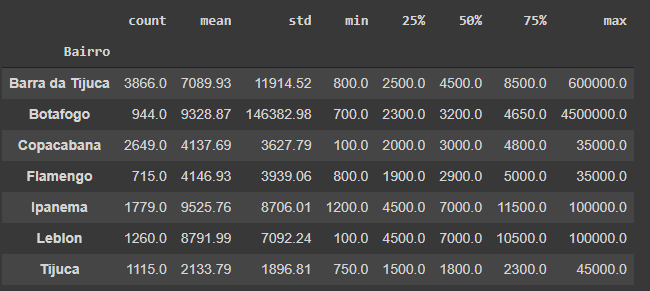 count mean std min 25% 50% 75% max
Bairro
Barra da Tijuca 3866.0 7089.93 11914.52 800.0 2500.0 4500.0 8500.0 600000.0
Botafogo 944.0 9328.87 146382.98 700.0 2300.0 3200.0 4650.0 4500000.0
Copacabana 2649.0 4137.69 3627.79 100.0 2000.0 3000.0 4800.0 35000.0
Flamengo 715.0 4146.93 3939.06 800.0 1900.0 2900.0 5000.0 35000.0
Ipanema 1779.0 9525.76 8706.01 1200.0 4500.0 7000.0 11500.0 100000.0
Leblon 1260.0 8791.99 7092.24 100.0 4500.0 7000.0 10500.0 100000.0
Tijuca 1115.0 2133.79 1896.81 750.0 1500.0 1800.0 2300.0 45000.0